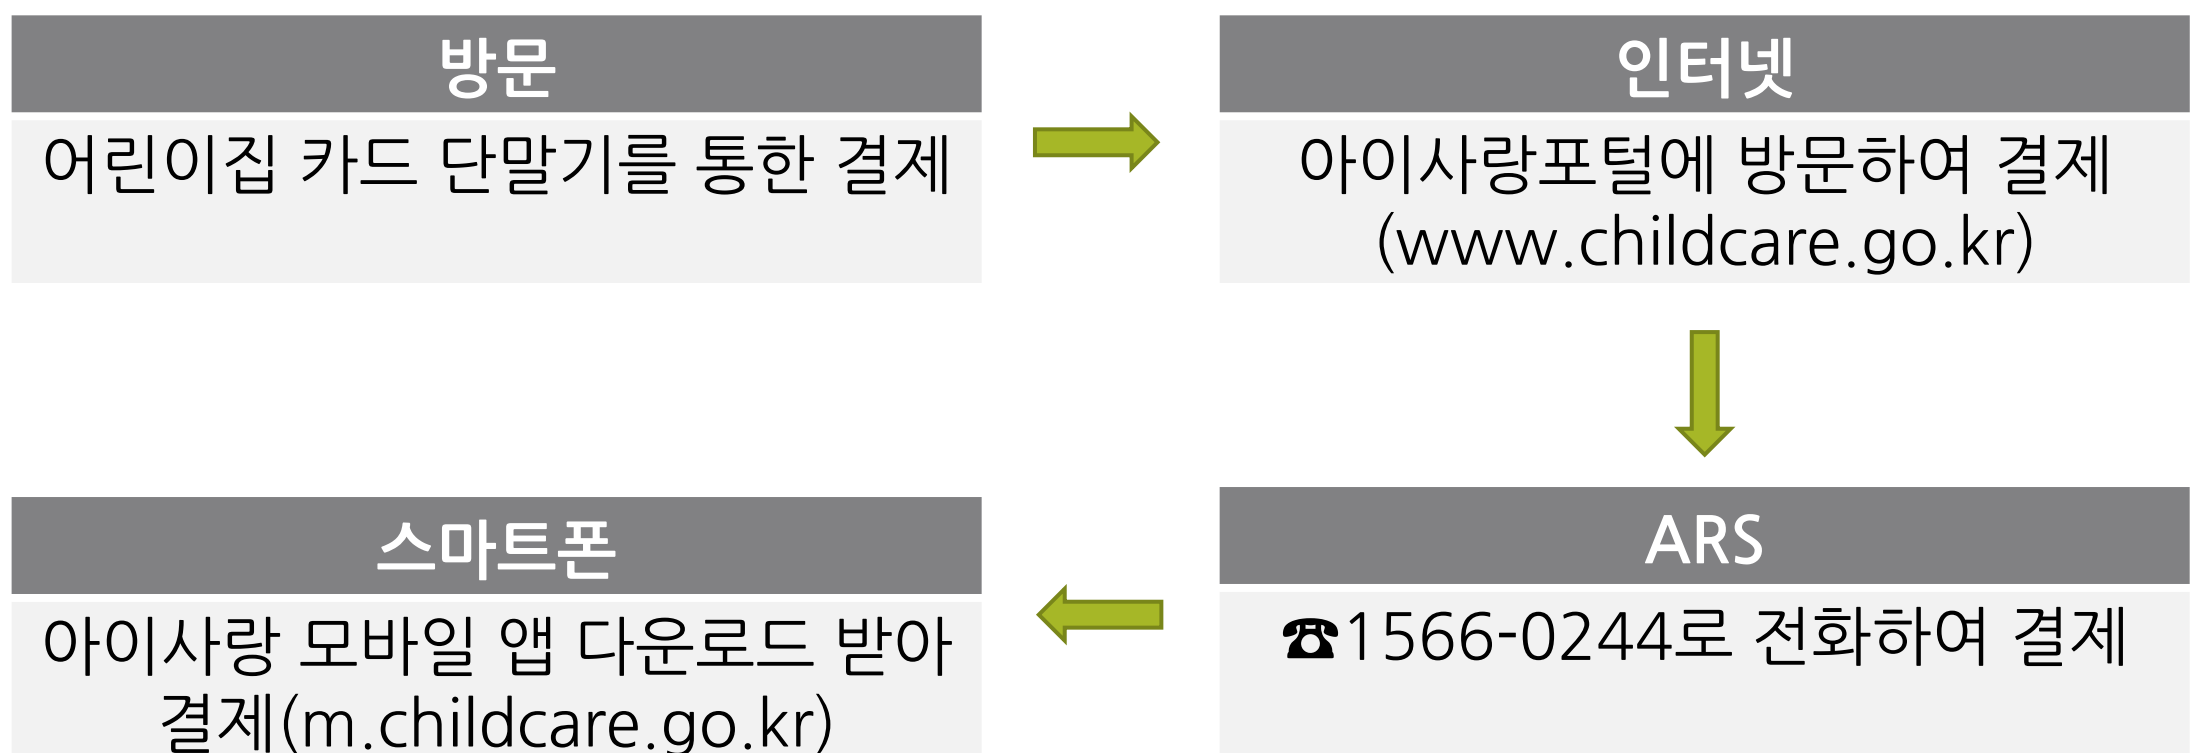 방문
어린이집 카드 단말기를 통한 결제
인터넷
아이사랑포털에 방문하여 결제
(www.childcare.go.kr)
ARS
☎1566-0244로 전화하여 결제
스마트폰
아이사랑 모바일 앱 다운로드 받아
결제(m.childcare.go.kr)